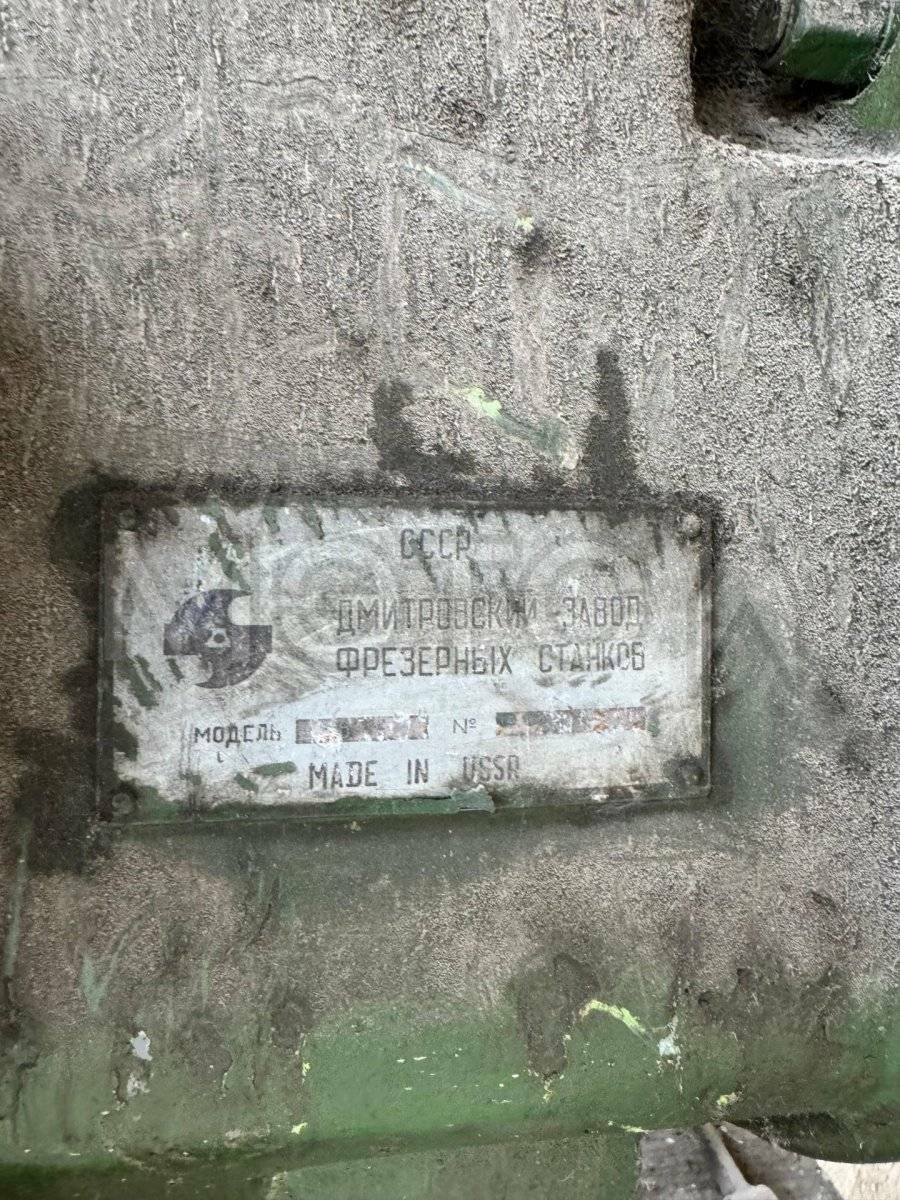 СССР
ДМИТРОВСКИЙ ЗАВОД
ФРЕЗЕРНЫХ СТАНКОВ
МОДЕЛЬ №
MADE IN USSR